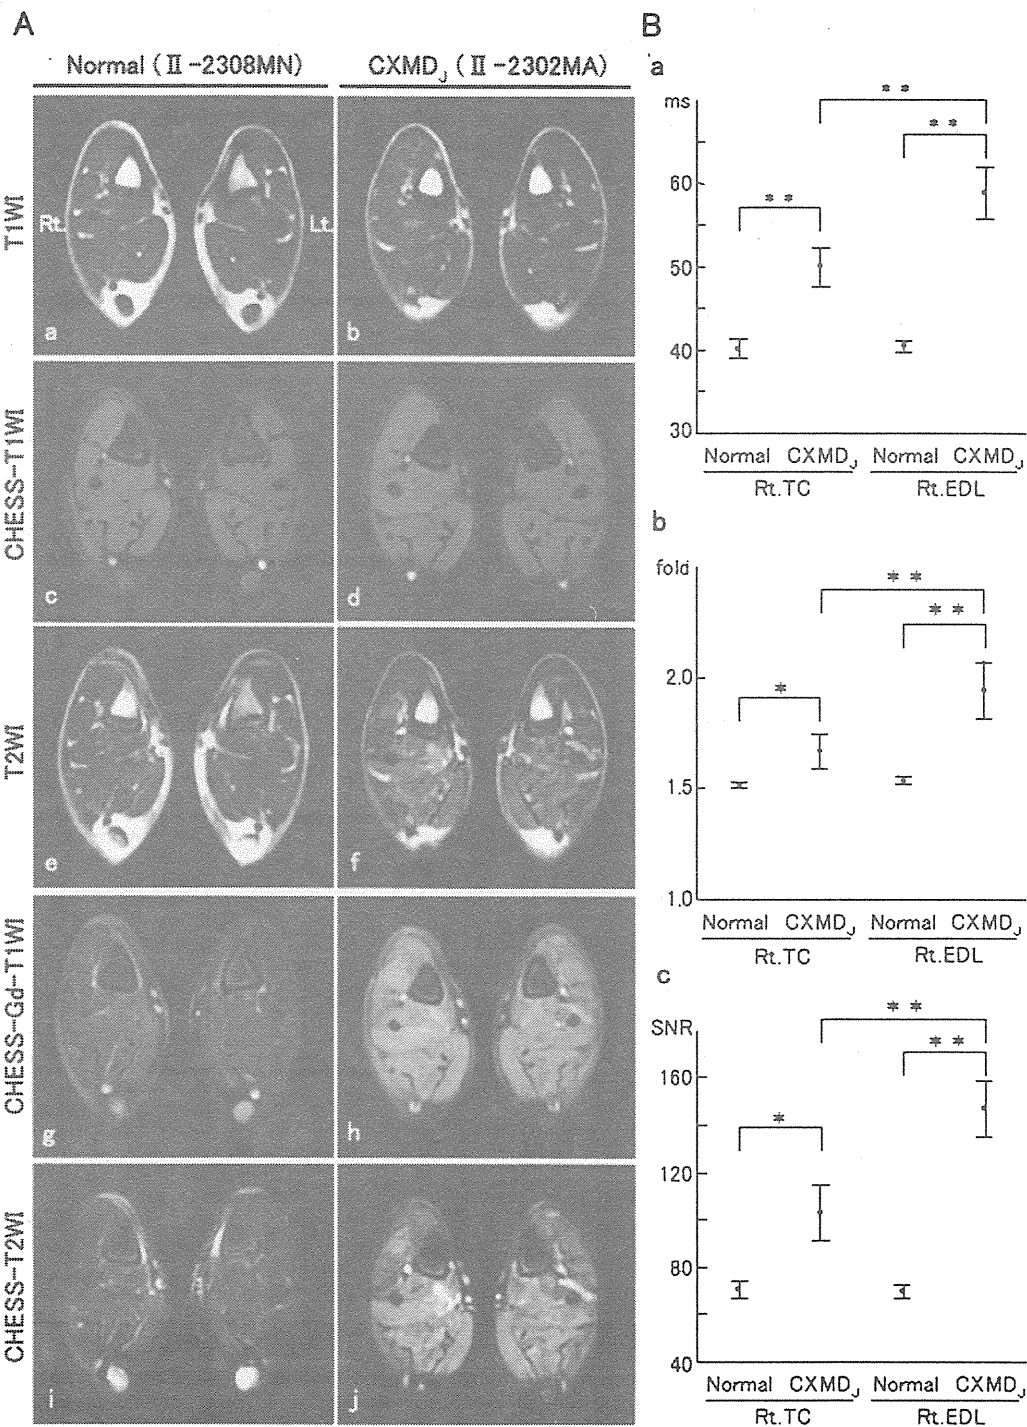 A
Normal (Ⅱ-2308MN)
CXMDJ (Ⅱ-2302MA)
T1WI
Rt.
Lt.
a
b
CHESS-T1WI
c
d
T2WI
e
f
CHESS-Gd-T1WI
g
h
CHESS-T2WI
i
j
B
a
ms
60
50
40
30
* *
* *
* *
Normal CXMDJ Normal CXMDJ
Rt.TC Rt.EDL
b
fold
2.0
1.5
1.0
* *
* *
*
Normal CXMDJ Normal CXMDJ
Rt.TC Rt.EDL
c
SNR
160
120
80
40
* *
* *
*
Normal CXMDJ Normal CXMDJ
Rt.TC Rt.EDL